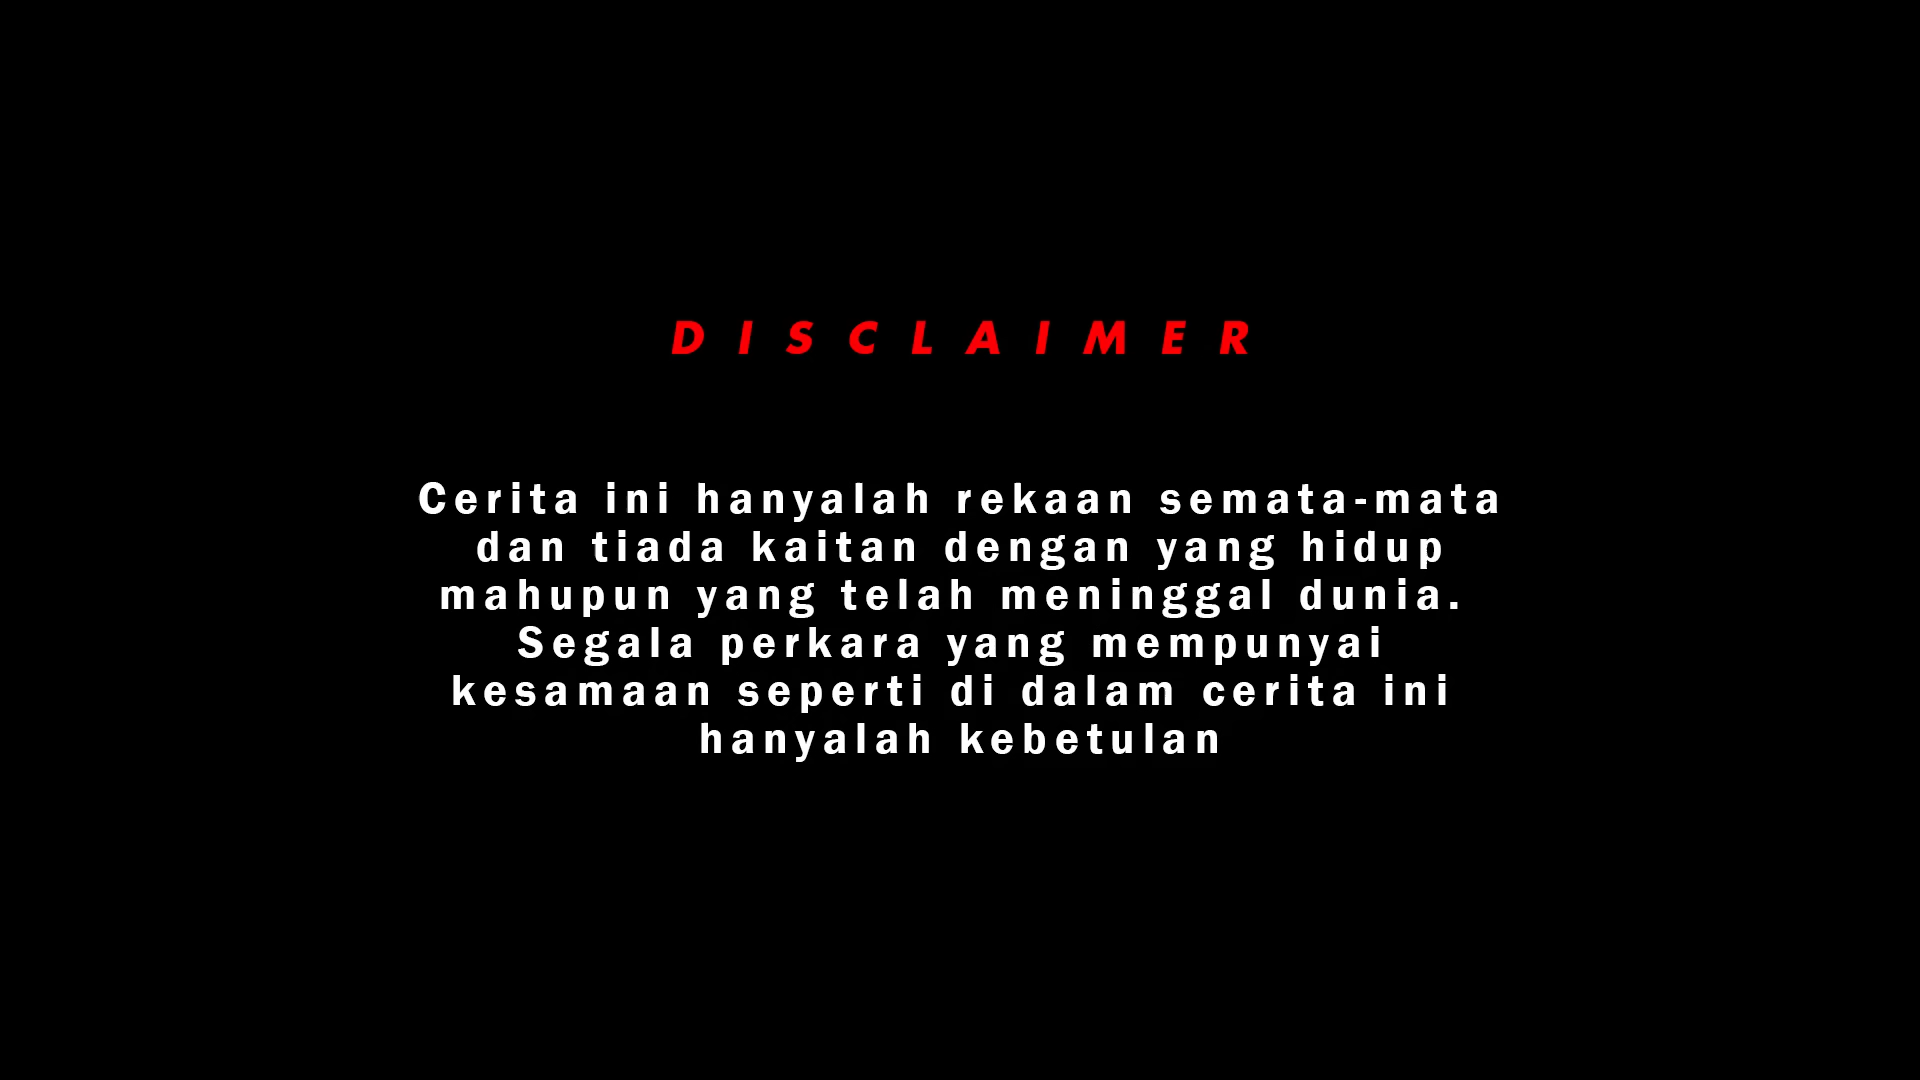 DISCLAIMER
Cerita ini hanyalah rekaan semata-mata
dan tiada kaitan dengan yang hidup
mahupun yang telah meninggal dunia.
Segala perkara yang mempunyai
kesamaan seperti di dalam cerita ini
hanyalah kebetulan